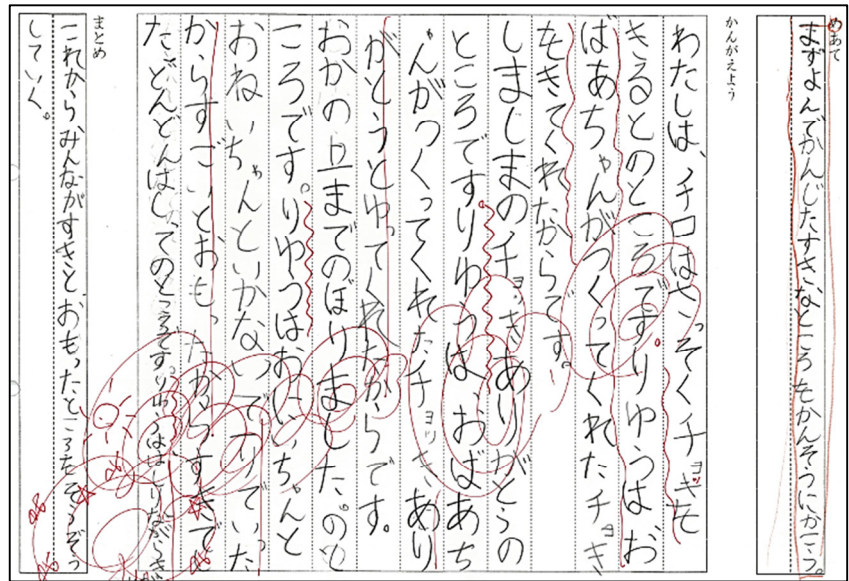 めあて
まずよんでかんじたすきなところをかんそうにかこう。
かんがえよう
わたしは、チロはさっそくチョッキを
きるとのところです。りゆうはお
ばあちゃんがつくってくれたチョキ
をきてくれたからです。
しましまのチョッきありがとうの
ところですりゆうは、おばあち
ゃんがつくってくれたチョッきあり
がとうとゆってくれたからです。
おかの上までのぼりました。のと
ころです。りゆうはおにいちゃんと
おねいちゃんといかないで一人でいった
からすごいとおもったからすきで
たどんどんはしってのところですりゆうははしりながら
まとめ
これからみんながすきとおもったところをそうぞう
していく。